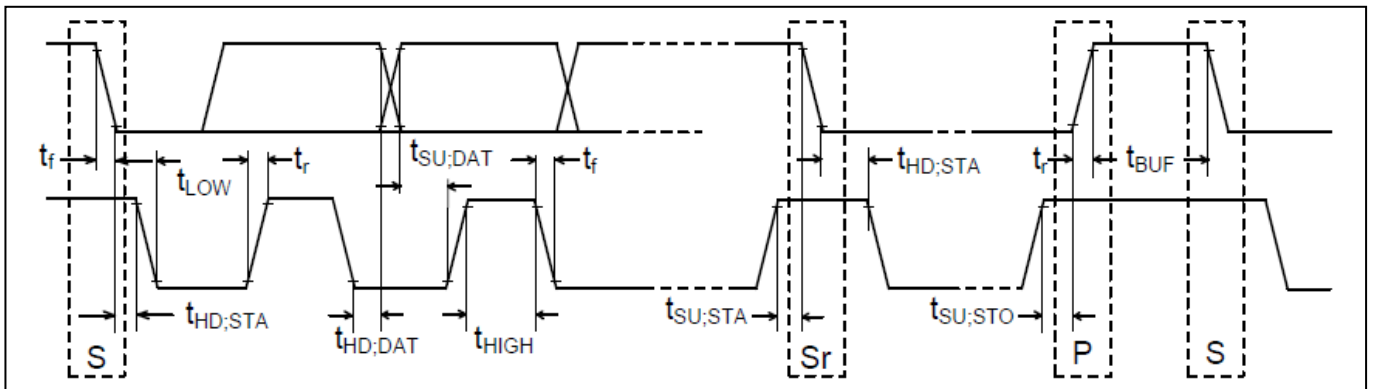 tf
tLOW
tr
tSU;DAT
tf
tHD;STA
tr
tBUF
tHD;STA
tHD;DAT
tHIGH
tSU;STA
tSU;STO
S
Sr
P
S